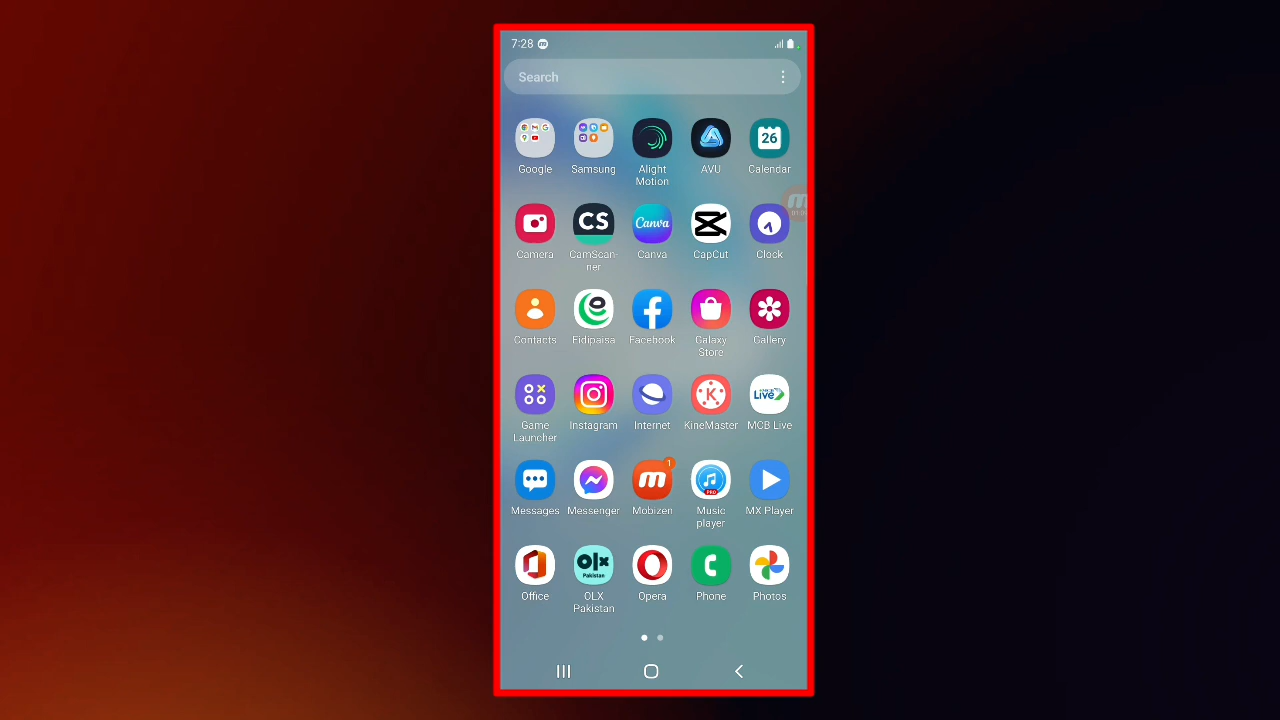 7:28
Search
Google
Samsung
Alight
Motion
AVU
26
Calendar
Camera
CS
CamScan-
ner
Canva
Canva
CapCut
Clock
Contacts
Eidipaisa
Facebook
Galaxy
Store
Gallery
Game
Launcher
Instagram
Internet
K
KineMaster
Live
MCB Live
Messages
Messenger
1
Mobizen
PRO
Music
player
MX Player
Office
olx
Pakistan
OLX
Pakistan
Opera
Phone
Photos